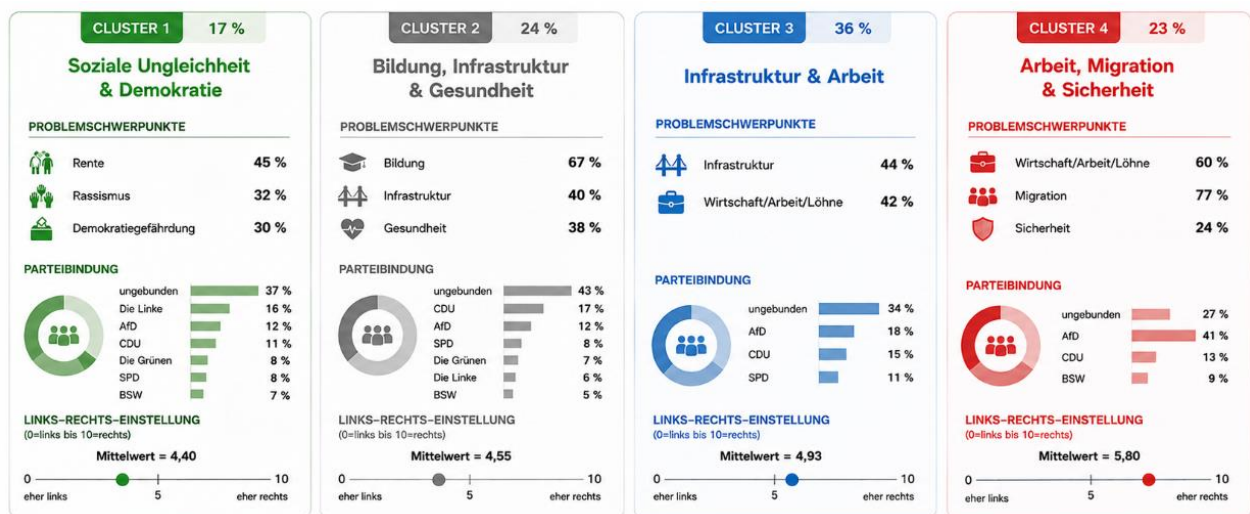 CLUSTER 1 17 %
Soziale Ungleichheit
& Demokratie
PROBLEMSCHWERPUNKTE
Rente 45 %
Rassismus 32 %
Demokratiegefährdung 30 %
PARTEIBINDUNG
ungebunden 37 %
Die Linke 16 %
AfD 12 %
CDU 11 %
Die Grünen 8 %
SPD 8 %
BSW 7 %
LINKS–RECHTS–EINSTELLUNG
(0=links bis 10=rechts)
Mittelwert = 4,40
0 10
eher links 5 eher rechts
CLUSTER 2 24 %
Bildung, Infrastruktur
& Gesundheit
PROBLEMSCHWERPUNKTE
Bildung 67 %
Infrastruktur 40 %
Gesundheit 38 %
PARTEIBINDUNG
ungebunden 43 %
CDU 17 %
AfD 12 %
SPD 8 %
Die Grünen 7 %
Die Linke 6 %
BSW 5 %
LINKS–RECHTS–EINSTELLUNG
(0=links bis 10=rechts)
Mittelwert = 4,55
0 10
eher links 5 eher rechts
CLUSTER 3 36 %
Infrastruktur & Arbeit
PROBLEMSCHWERPUNKTE
Infrastruktur 44 %
Wirtschaft/Arbeit/Löhne 42 %
PARTEIBINDUNG
ungebunden 34 %
AfD 18 %
CDU 15 %
SPD 11 %
LINKS–RECHTS–EINSTELLUNG
(0=links bis 10=rechts)
Mittelwert = 4,93
0 10
eher links 5 eher rechts
CLUSTER 4 23 %
Arbeit, Migration
& Sicherheit
PROBLEMSCHWERPUNKTE
Wirtschaft/Arbeit/Löhne 60 %
Migration 77 %
Sicherheit 24 %
PARTEIBINDUNG
ungebunden 27 %
AfD 41 %
CDU 13 %
BSW 9 %
LINKS–RECHTS–EINSTELLUNG
(0=links bis 10=rechts)
Mittelwert = 5,80
0 10
eher links 5 eher rechts